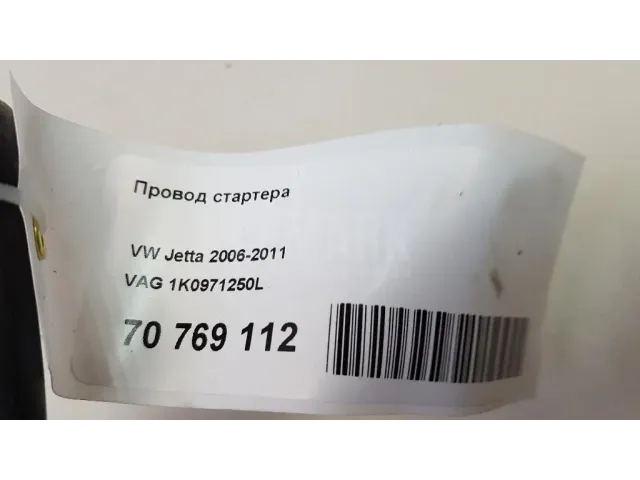 Провод стартера
VW Jetta 2006-2011
VAG 1K0971250L
70 769 112